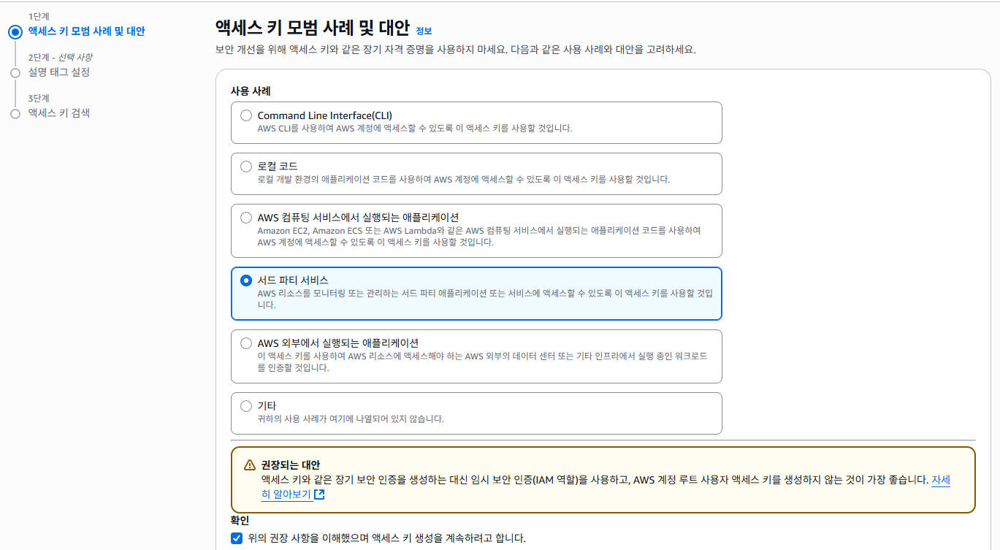 1단계
액세스 키 모범 사례 및 대안
2단계 - 선택 사항
설명 태그 설정
3단계
액세스 키 검색
액세스 키 모범 사례 및 대안 정보
보안 개선을 위해 액세스 키와 같은 장기 자격 증명을 사용하지 마세요. 다음과 같은 사용 사례와 대안을 고려하세요.
사용 사례
Command Line Interface(CLI)
AWS CLI를 사용하여 AWS 계정에 액세스할 수 있도록 이 액세스 키를 사용할 것입니다.
로컬 코드
로컬 개발 환경의 애플리케이션 코드를 사용하여 AWS 계정에 액세스할 수 있도록 이 액세스 키를 사용할 것입니다.
AWS 컴퓨팅 서비스에서 실행되는 애플리케이션
Amazon EC2, Amazon ECS 또는 AWS Lambda와 같은 AWS 컴퓨팅 서비스에서 실행되는 애플리케이션 코드를 사용하여
AWS 계정에 액세스할 수 있도록 이 액세스 키를 사용할 것입니다.
서드 파티 서비스
AWS 리소스를 모니터링 또는 관리하는 서드 파티 애플리케이션 또는 서비스에 액세스할 수 있도록 이 액세스 키를 사용할 것입
니다.
AWS 외부에서 실행되는 애플리케이션
이 액세스 키를 사용하여 AWS 리소스에 액세스해야 하는 AWS 외부의 데이터 센터 또는 기타 인프라에서 실행 중인 워크로드
를 인증할 것입니다.
기타
귀하의 사용 사례가 여기에 나열되어 있지 않습니다.
권장되는 대안
액세스 키와 같은 장기 보안 인증을 생성하는 대신 임시 보안 인증(IAM 역할)을 사용하고, AWS 계정 루트 사용자 액세스 키를 생성하지 않는 것이 가장 좋습니다. 자세
히 알아보기
확인
위의 권장 사항을 이해했으며 액세스 키 생성을 계속하려고 합니다.